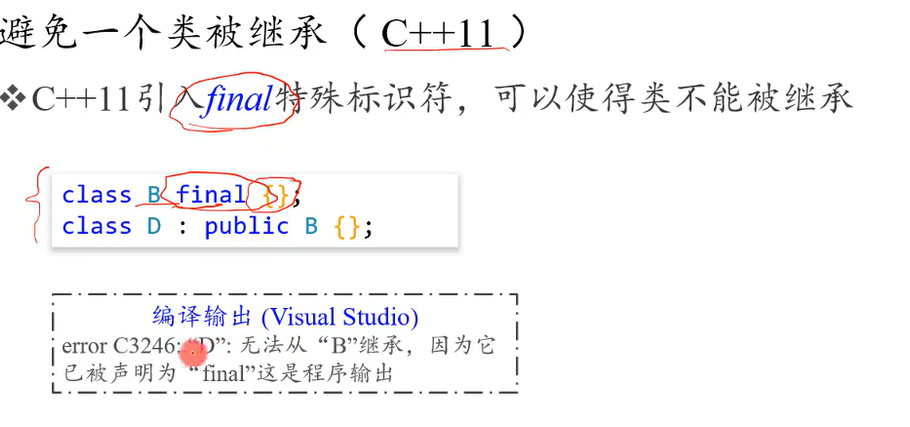 避免一个类被继承（C++11）
❖C++11引入final特殊标识符，可以使得类不能被继承
class B final {};
class D : public B {};
编译输出 (Visual Studio)
error C3246: “D”: 无法从“B”继承，因为它
已被声明为“final”这是程序输出